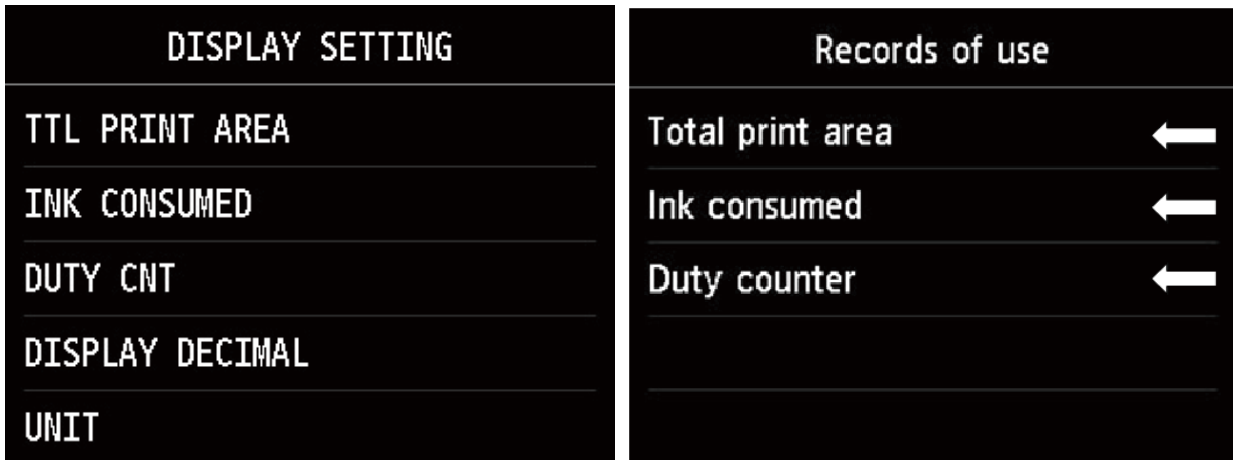 DISPLAY SETTING
TTL PRINT AREA
INK CONSUMED
DUTY CNT
DISPLAY DECIMAL
UNIT
Records of use
Total print area
Ink consumed
Duty counter